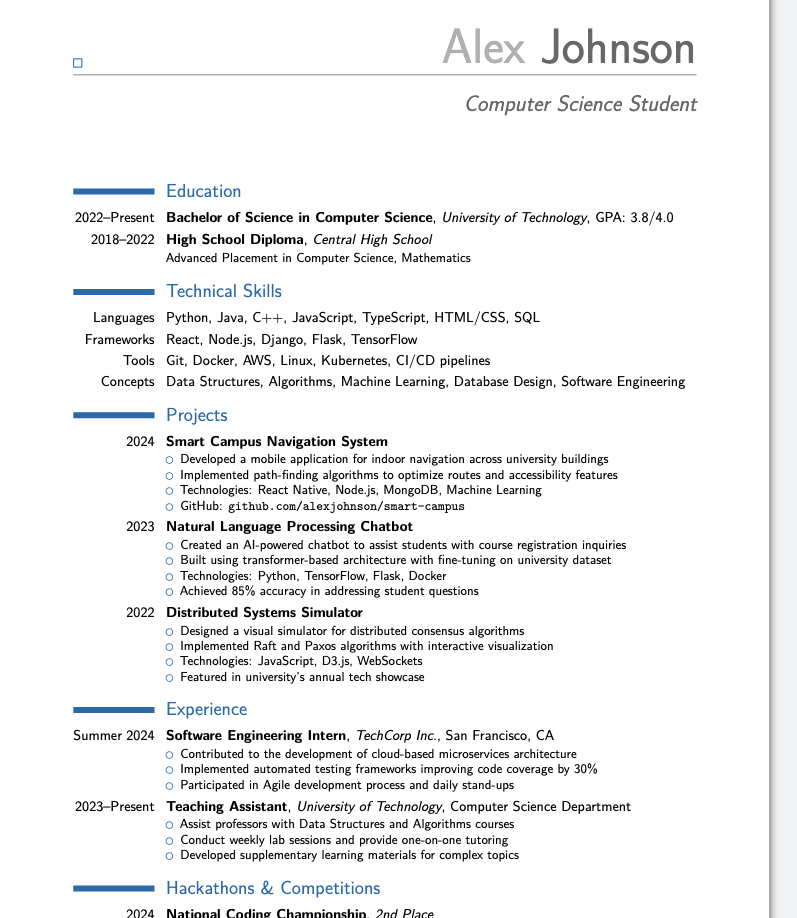 Alex Johnson
Computer Science Student
Education
2022–Present Bachelor of Science in Computer Science, University of Technology, GPA: 3.8/4.0
2018–2022 High School Diploma, Central High School
Advanced Placement in Computer Science, Mathematics
Technical Skills
Languages Python, Java, C++, JavaScript, TypeScript, HTML/CSS, SQL
Frameworks React, Node.js, Django, Flask, TensorFlow
Tools Git, Docker, AWS, Linux, Kubernetes, CI/CD pipelines
Concepts Data Structures, Algorithms, Machine Learning, Database Design, Software Engineering
Projects
2024 Smart Campus Navigation System
○ Developed a mobile application for indoor navigation across university buildings
○ Implemented path-finding algorithms to optimize routes and accessibility features
○ Technologies: React Native, Node.js, MongoDB, Machine Learning
○ GitHub: github.com/alexjohnson/smart-campus
2023 Natural Language Processing Chatbot
○ Created an AI-powered chatbot to assist students with course registration inquiries
○ Built using transformer-based architecture with fine-tuning on university dataset
○ Technologies: Python, TensorFlow, Flask, Docker
○ Achieved 85% accuracy in addressing student questions
2022 Distributed Systems Simulator
○ Designed a visual simulator for distributed consensus algorithms
○ Implemented Raft and Paxos algorithms with interactive visualization
○ Technologies: JavaScript, D3.js, WebSockets
○ Featured in university's annual tech showcase
Experience
Summer 2024 Software Engineering Intern, TechCorp Inc., San Francisco, CA
○ Contributed to the development of cloud-based microservices architecture
○ Implemented automated testing frameworks improving code coverage by 30%
○ Participated in Agile development process and daily stand-ups
2023–Present Teaching Assistant, University of Technology, Computer Science Department
○ Assist professors with Data Structures and Algorithms courses
○ Conduct weekly lab sessions and provide one-on-one tutoring
○ Developed supplementary learning materials for complex topics
Hackathons & Competitions
2024 National Coding Championship, 2nd Place